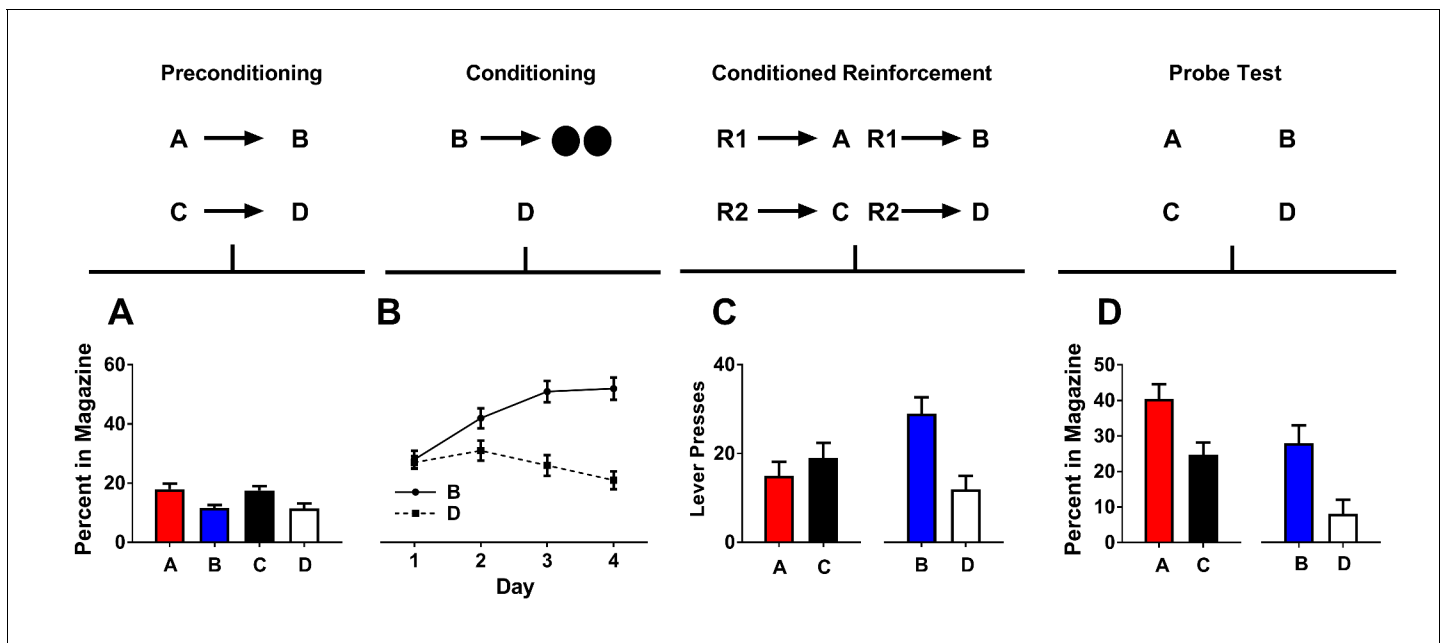 Preconditioning
Conditioning
Conditioned Reinforcement
Probe Test
A B
B
R1 A R1 B
A B
C D
D
R2 C R2 D
C D
A
B
C
D
Percent in Magazine
60
40
20
0
A B C D
B
D
1 2 3 4
Day
Lever Presses
40
20
0
A C B D
Percent in Magazine
50
40
30
20
10
0
A C B D